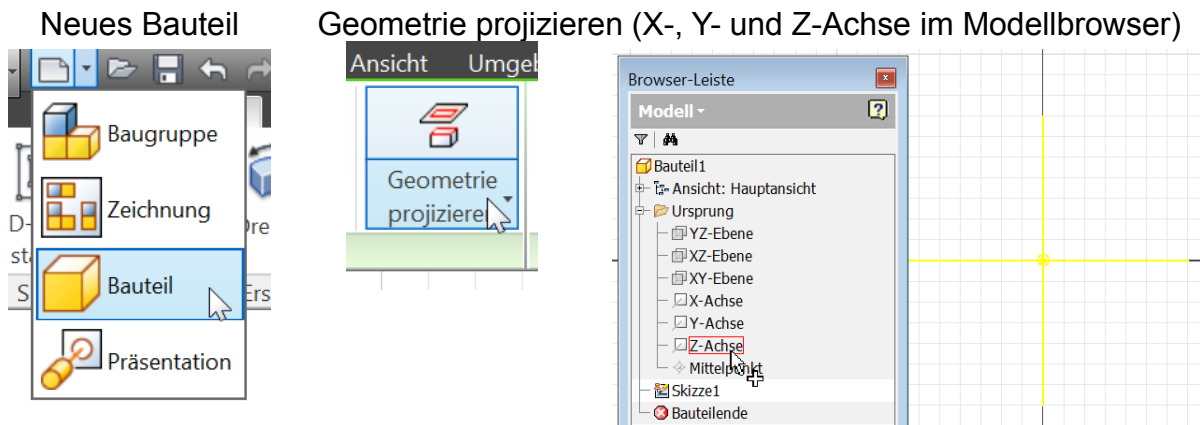 Neues Bauteil
Geometrie projizieren (X-, Y- und Z-Achse im Modellbrowser)
Baugruppe
Zeichnung
Bauteil
Präsentation
Ansicht
Geometrie
Browser-Leiste
Modell
Bauteil1
Ansicht: Hauptansicht
Ursprung
YZ-Ebene
XZ-Ebene
XY-Ebene
X-Achse
Y-Achse
Z-Achse
Mittelpunkt
Skizze1
Bauteilende